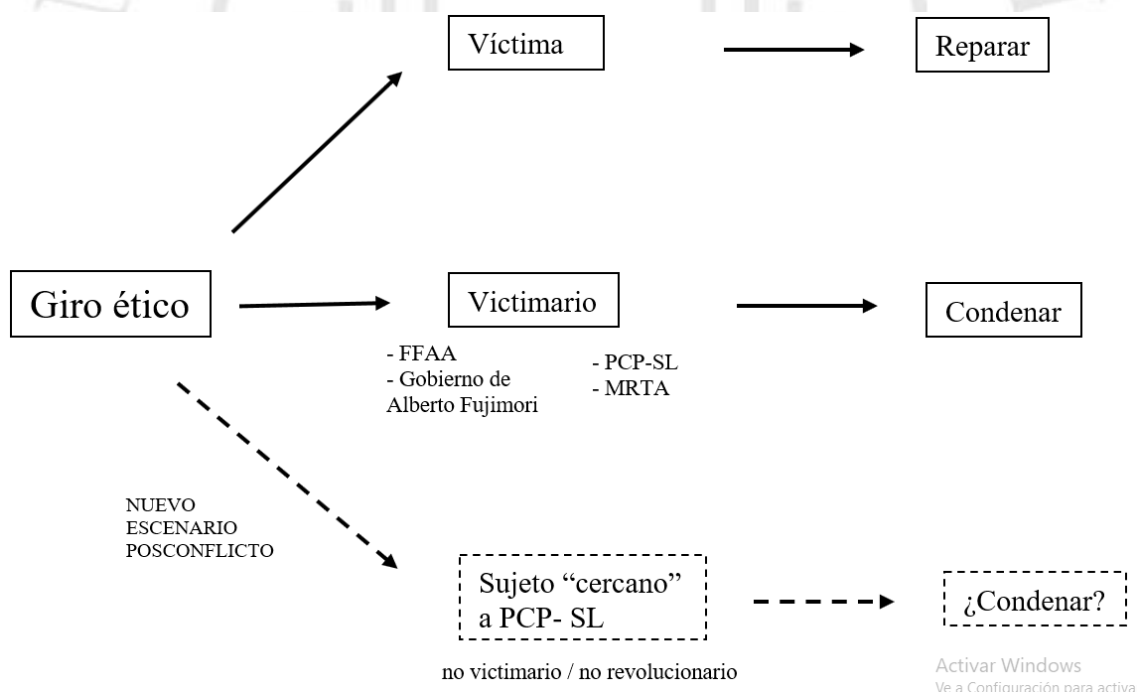 Víctima
Reparar
Giro ético
Victimario
Condenar
- FFAA
- Gobierno de
Alberto Fujimori
- PCP-SL
- MRTA
NUEVO
ESCENARIO
POSCONFLICTO
Sujeto “cercano”
a PCP- SL
¿Condenar?
no victimario / no revolucionario
Activar Windows
Ve a Configuración para activa